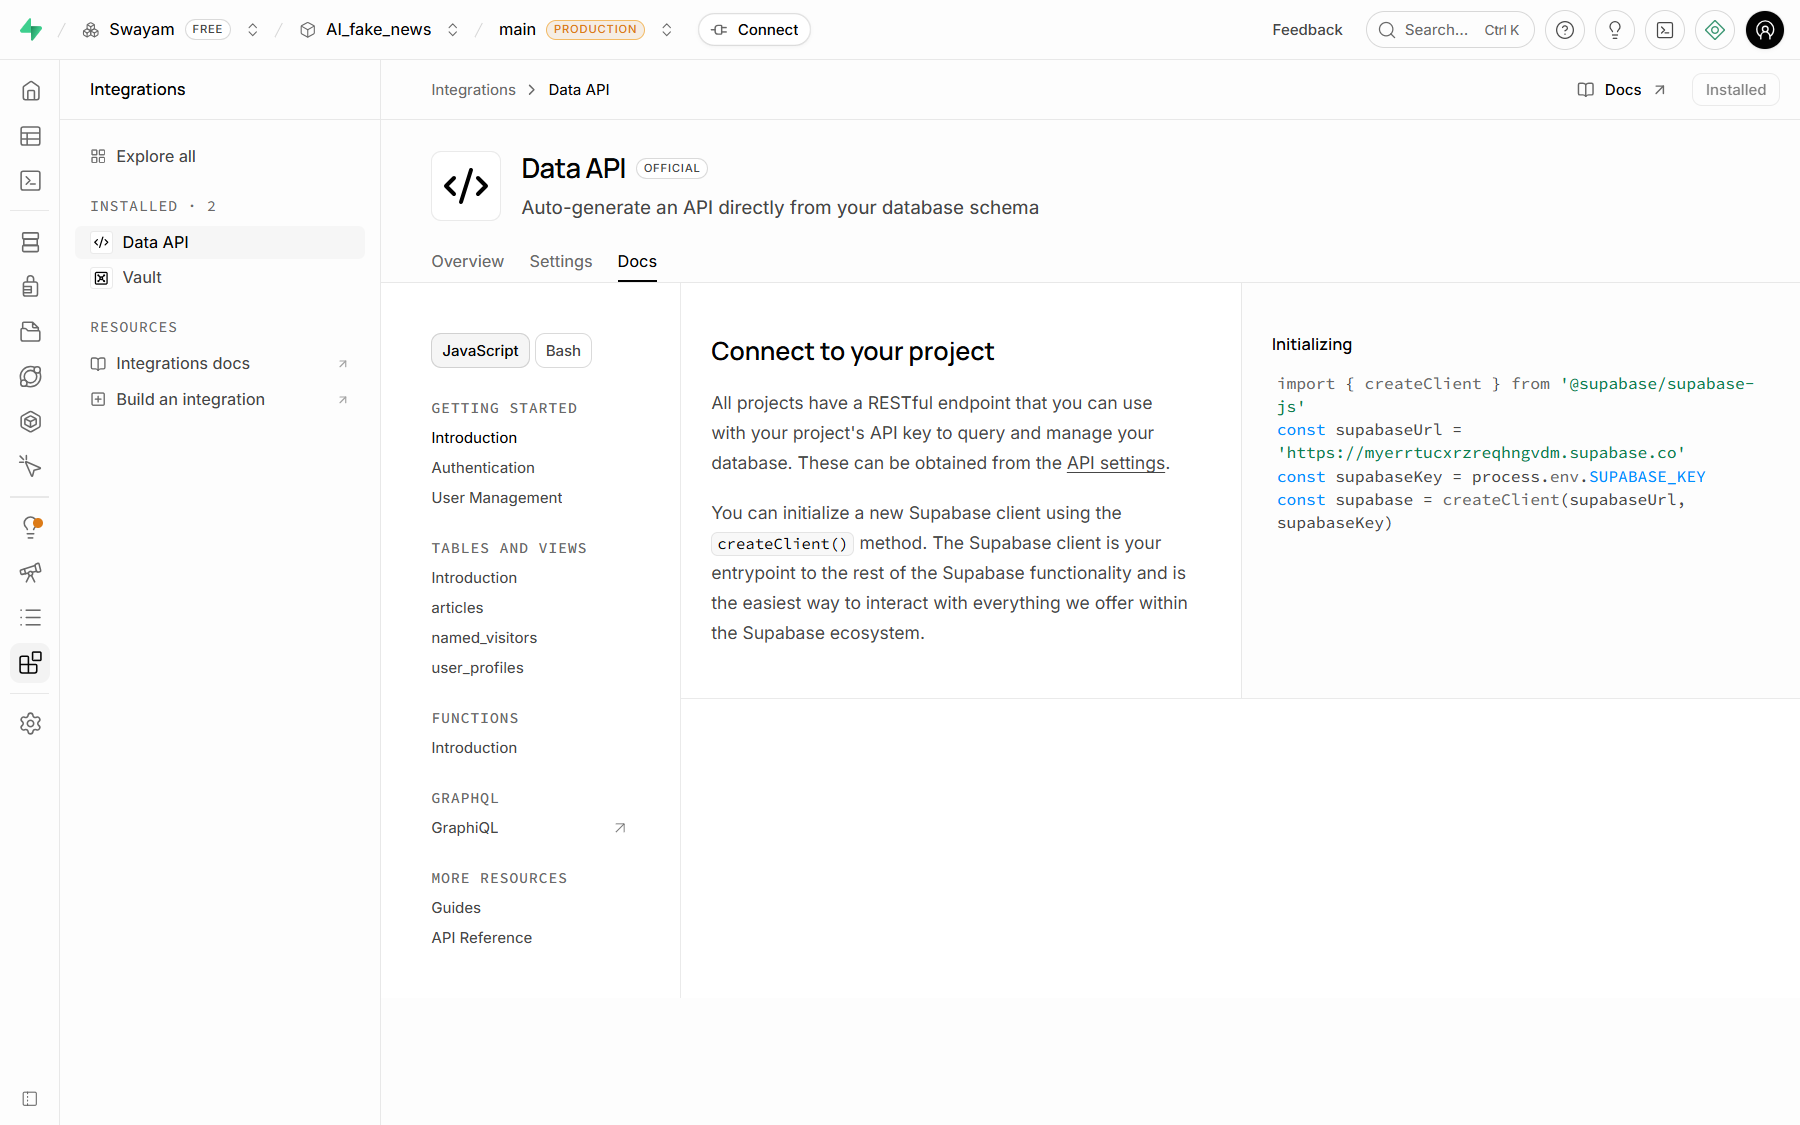 Swayam FREE AI_fake_news main PRODUCTION Connect Feedback Search... Ctrl K
Integrations
Integrations Data API Docs Installed
Explore all
INSTALLED · 2
Data API
Vault
RESOURCES
Integrations docs
Build an integration
Data API OFFICIAL
Auto-generate an API directly from your database schema
Overview Settings Docs
JavaScript Bash
GETTING STARTED
Introduction
Authentication
User Management
TABLES AND VIEWS
Introduction
articles
named_visitors
user_profiles
FUNCTIONS
Introduction
GRAPHQL
GraphiQL
MORE RESOURCES
Guides
API Reference
Connect to your project
All projects have a RESTful endpoint that you can use
with your project's API key to query and manage your
database. These can be obtained from the API settings.
You can initialize a new Supabase client using the
createClient() method. The Supabase client is your
entrypoint to the rest of the Supabase functionality and is
the easiest way to interact with everything we offer within
the Supabase ecosystem.
Initializing
import { createClient } from '@supabase/supabase-
js'
const supabaseUrl =
'https://myerrtucxrzreqhngvdm.supabase.co'
const supabaseKey = process.env.SUPABASE_KEY
const supabase = createClient(supabaseUrl,
supabaseKey)